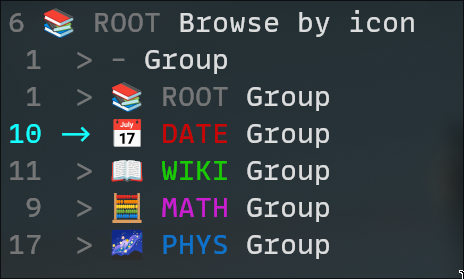 6 📚 ROOT Browse by icon
1 > - Group
1 > 📚 ROOT Group
10 → 📅 DATE Group
11 > 📖 WIKI Group
9 > 🧮 MATH Group
17 > 🌌 PHYS Group